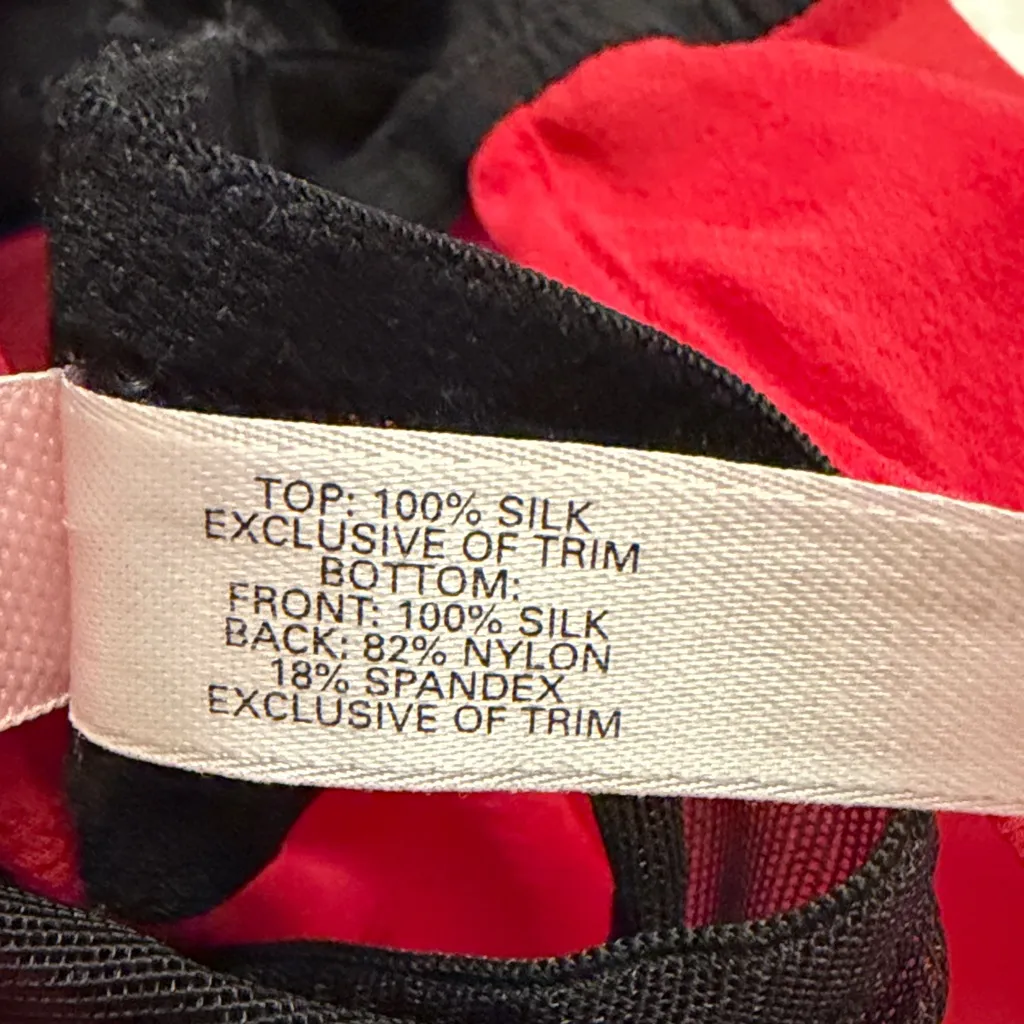 TOP: 100% SILK
EXCLUSIVE OF TRIM
BOTTOM:
FRONT: 100% SILK
BACK: 82% NYLON
18% SPANDEX
EXCLUSIVE OF TRIM